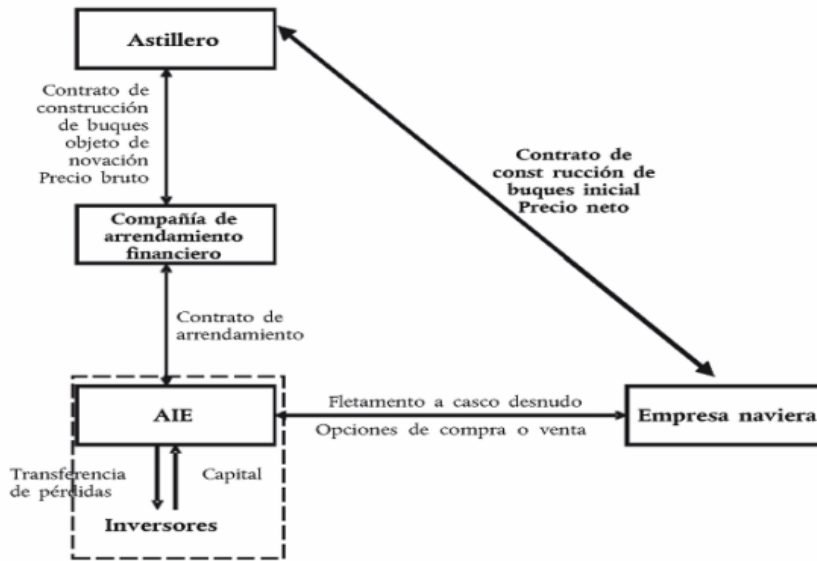 Astillero
Contrato de
construcción
de buques
objeto de
novación
Precio bruto
Contrato de
const rucción de
buques inicial
Precio neto
Compañía de
arrendamiento
financiero
Contrato de
arrendamiento
AIE
Fletamento a casco desnudo
Opciones de compra o venta
Empresa naviera
Transferencia
de pérdidas
Capital
Inversores